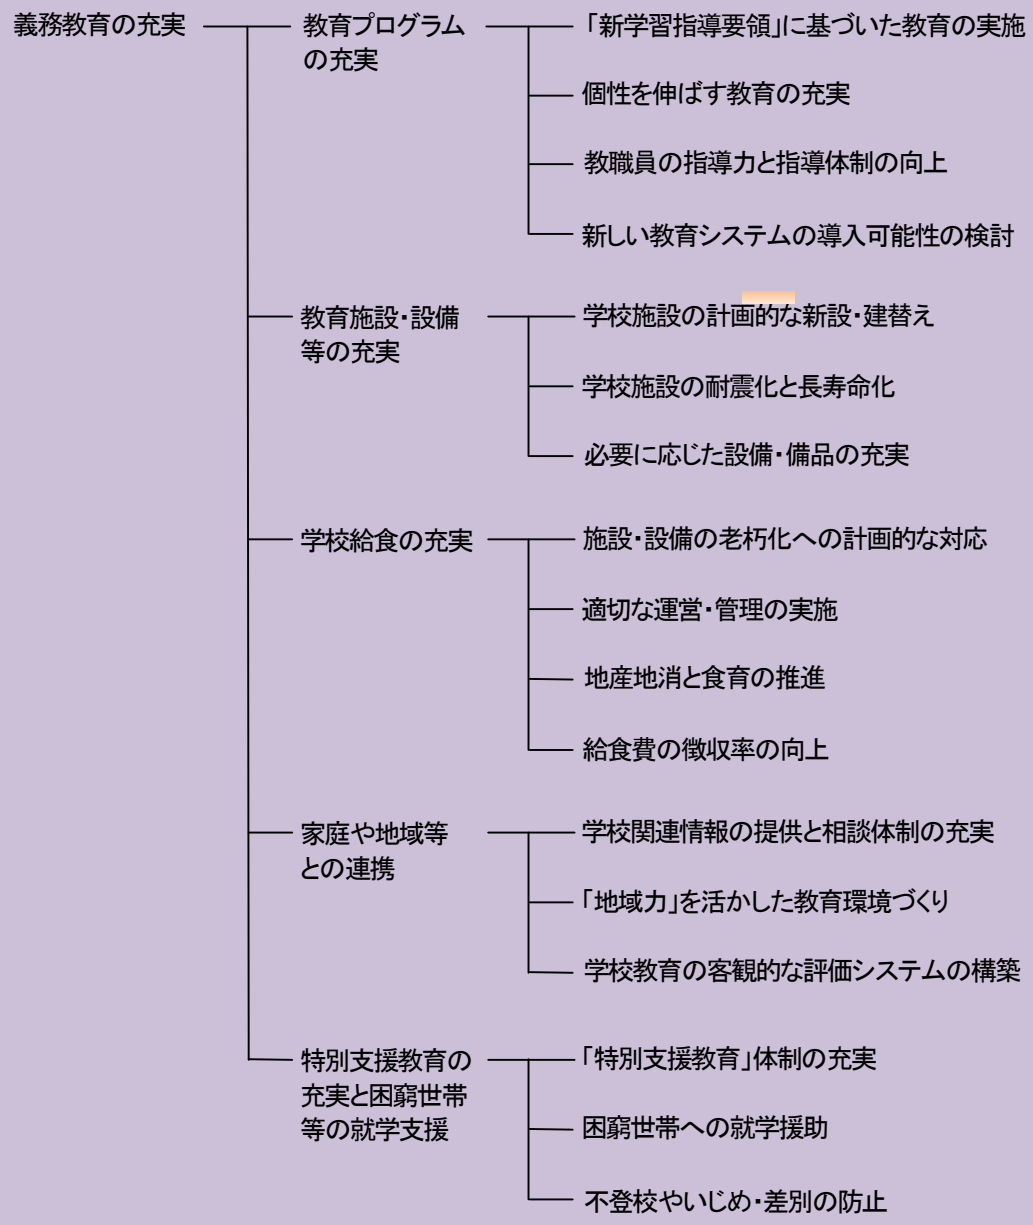 義務教育の充実
教育プログラム
の充実
「新学習指導要領」に基づいた教育の実施
個性を伸ばす教育の充実
教職員の指導力と指導体制の向上
新しい教育システムの導入可能性の検討
教育施設・設備
等の充実
学校施設の計画的な新設・建替え
学校施設の耐震化と長寿命化
必要に応じた設備・備品の充実
学校給食の充実
施設・設備の老朽化への計画的な対応
適切な運営・管理の実施
地産地消と食育の推進
給食費の徴収率の向上
家庭や地域等
との連携
学校関連情報の提供と相談体制の充実
「地域力」を活かした教育環境づくり
学校教育の客観的な評価システムの構築
特別支援教育の
充実と困窮世帯
等の就学支援
「特別支援教育」体制の充実
困窮世帯への就学援助
不登校やいじめ・差別の防止